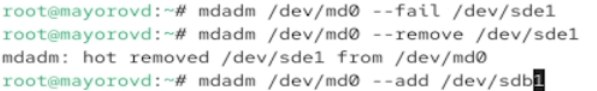 root@mayorovd:~# mdadm /dev/md0 --fail /dev/sde1
root@mayorovd:~# mdadm /dev/md0 --remove /dev/sde1
mdadm: hot removed /dev/sde1 from /dev/md0
root@mayorovd:~# mdadm /dev/md0 --add /dev/sdb1